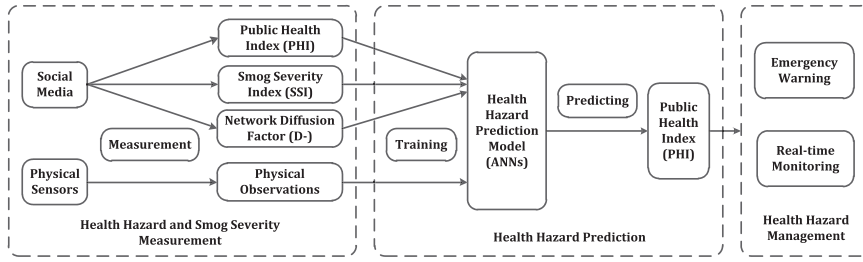 Social
Media
Physical
Sensors
Measurement
Public Health
Index (PHI)
Smog Severity
Index (SSI)
Network Diffusion
Factor (D-)
Physical
Observations
Health Hazard and Smog Severity
Measurement
Training
Health
Hazard
Prediction
Model
(ANNs)
Predicting
Public
Health
Index
(PHI)
Health Hazard Prediction
Emergency
Warning
Real-time
Monitoring
Health Hazard
Management